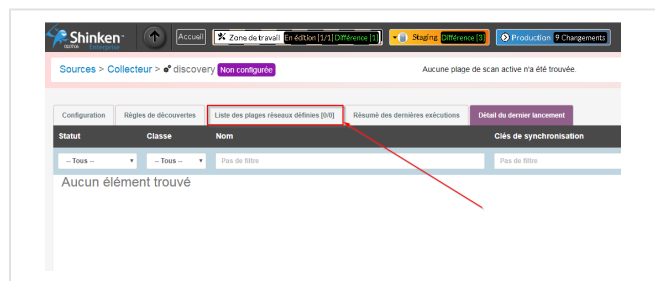 Shinken
Enterprise
Accueil
Zone de travail En édition [1/1] Différence [1]
Staging Différence [3]
Production 9 Changements
Sources > Collecteur > discovery Non configurée
Aucune plage de scan active n'a été trouvée.
Configuration
Règles de découvertes
Liste des plages réseaux définies [0/0]
Résumé des dernières exécutions
Détail du dernier lancement
Statut
Classe
Nom
Clés de synchronisation
-- Tous --
-- Tous --
Pas de filtre
Pas de filtre
Aucun élément trouvé